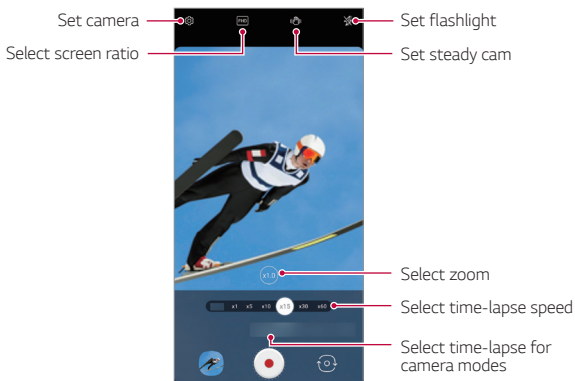 Set camera
Set flashlight
FHD
Select screen ratio
Set steady cam
x1.0
Select zoom
x1 x5 x10 x15 x30 x60
Select time-lapse speed
Select time-lapse for
camera modes